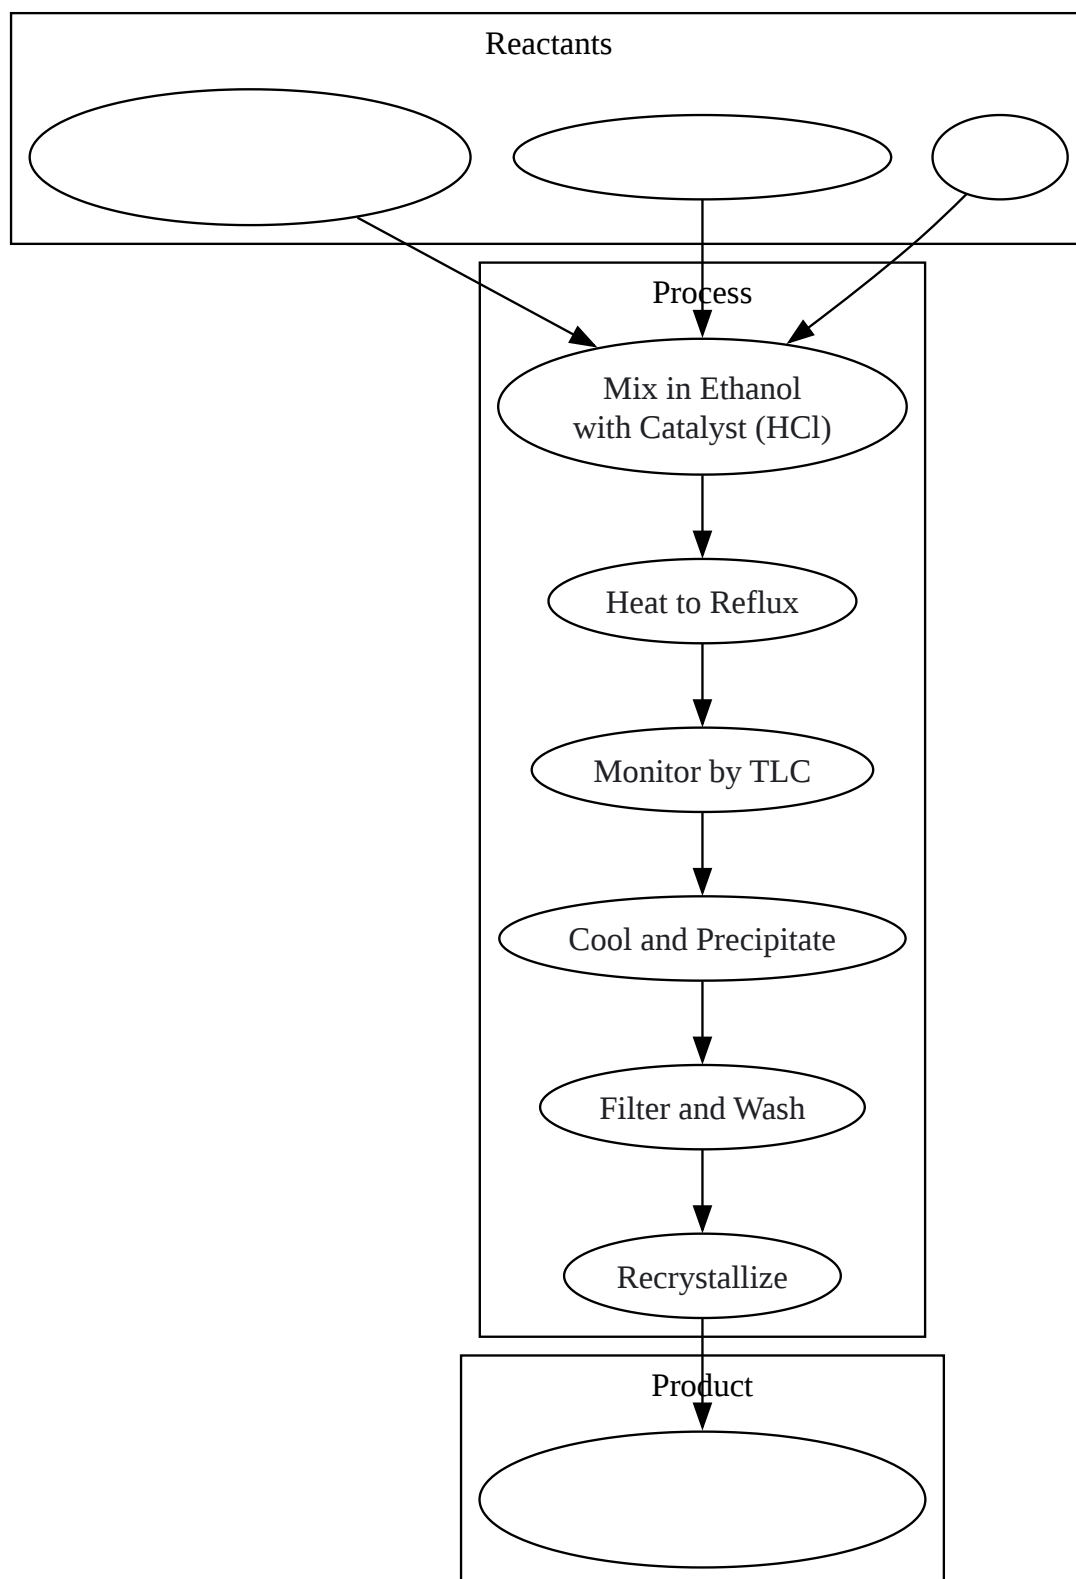 Reactants
Process
Mix in Ethanol
with Catalyst (HCl)
Heat to Reflux
Monitor by TLC
Cool and Precipitate
Filter and Wash
Recrystallize
Product